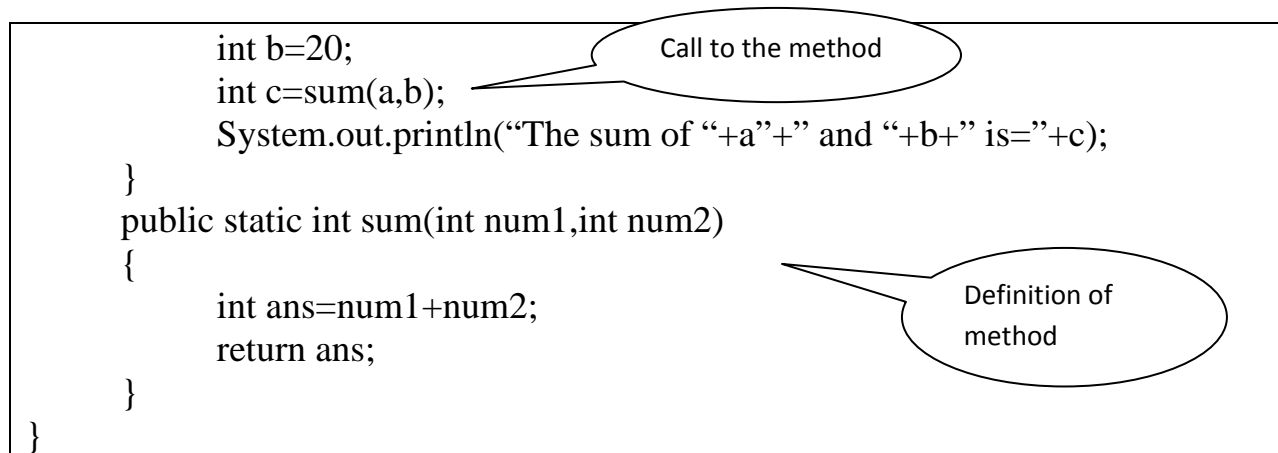 int b=20;
Call to the method
int c=sum(a,b);
System.out.println(“The sum of “+a”+” and “+b+” is=”+c);
}
public static int sum(int num1,int num2)
{
Definition of
method
int ans=num1+num2;
return ans;
}
}